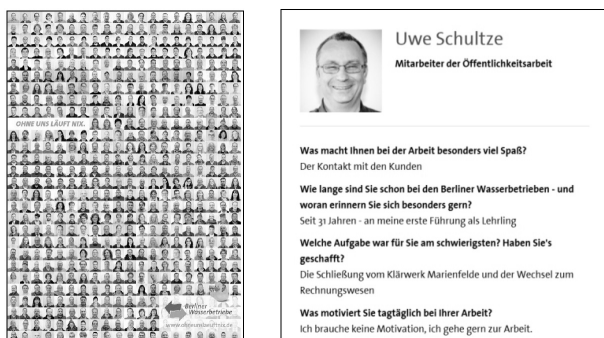 OHNE UNS LÄUFT NIX.
Berliner
Wasserbetriebe
www.ohneunslaeuftnix.de
Uwe Schultze
Mitarbeiter der Öffentlichkeitsarbeit
Was macht Ihnen bei der Arbeit besonders viel Spaß?
Der Kontakt mit den Kunden
Wie lange sind Sie schon bei den Berliner Wasserbetrieben - und
woran erinnern Sie sich besonders gern?
Seit 31 Jahren - an meine erste Führung als Lehrling
Welche Aufgabe war für Sie am schwierigsten? Haben Sie's
geschafft?
Die Schließung vom Klärwerk Marienfelde und der Wechsel zum
Rechnungswesen
Was motiviert Sie tagtäglich bei Ihrer Arbeit?
Ich brauche keine Motivation, ich gehe gern zur Arbeit.